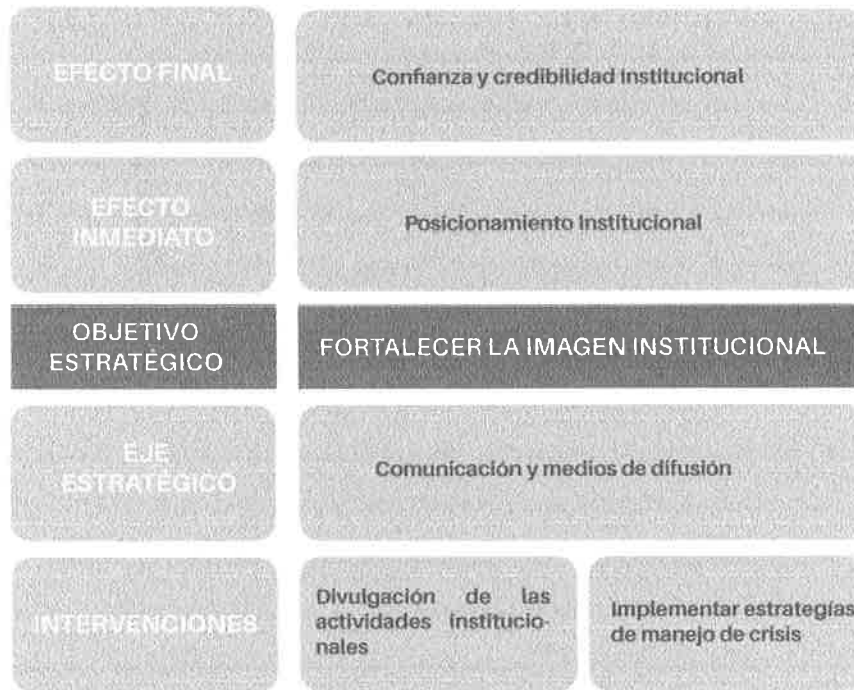 EFECTO FINAL
Confianza y credibilidad institucional
EFECTO
INMEDIATO
Posicionamiento Institucional
OBJETIVO
ESTRATÉGICO
FORTALECER LA IMAGEN INSTITUCIONAL
EJE
ESTRATÉGICO
Comunicación y medios de difusión
INTERVENCIONES
Divulgación de las
actividades institucio-
nales
Implementar estrategias
de manejo de crisis